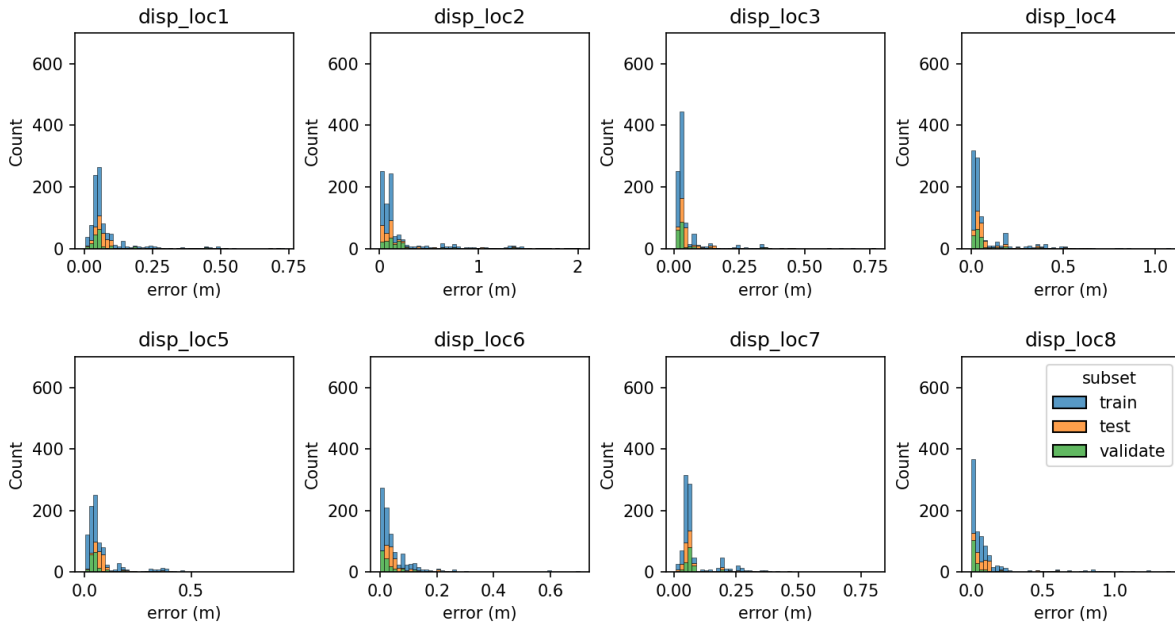 disp_loc1
600
400
200
0
Count
0.00 0.25 0.50 0.75
error (m)
disp_loc2
600
400
200
0
Count
0 1 2
error (m)
disp_loc3
600
400
200
0
Count
0.00 0.25 0.50 0.75
error (m)
disp_loc4
600
400
200
0
Count
0.0 0.5 1.0
error (m)
disp_loc5
600
400
200
0
Count
0.0 0.5
error (m)
disp_loc6
600
400
200
0
Count
0.0 0.2 0.4 0.6
error (m)
disp_loc7
600
400
200
0
Count
0.00 0.25 0.50 0.75
error (m)
disp_loc8
600
400
200
0
Count
0.0 0.5 1.0
error (m)
subset
train
test
validate